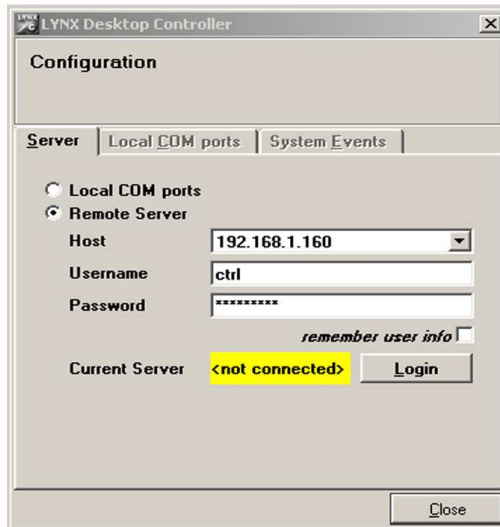 LYNX Desktop Controller
Configuration
Server Local COM ports System Events
Local COM ports
Remote Server
Host 192.168.1.160
Username ctrl
Password *********
remember user info
Current Server <not connected> Login
Close